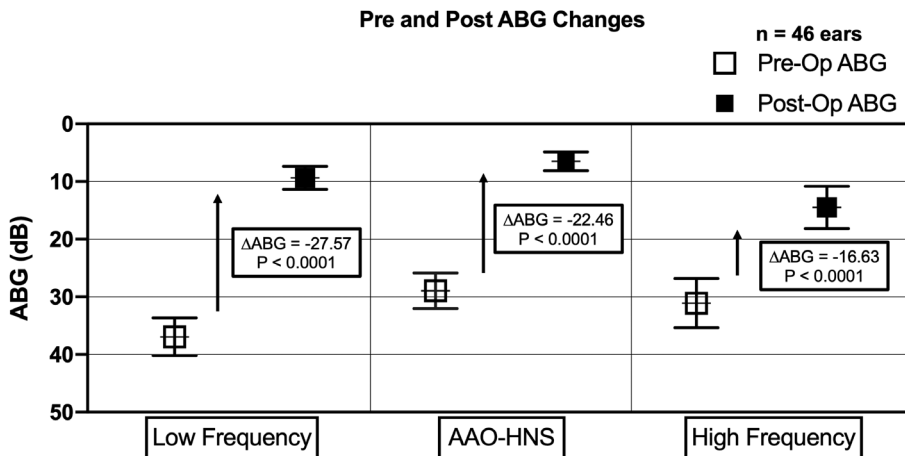 Pre and Post ABG Changes
n = 46 ears
Pre-Op ABG
Post-Op ABG
ABG (dB)
0
10
20
30
40
50
ΔABG = -27.57
P < 0.0001
ΔABG = -22.46
P < 0.0001
ΔABG = -16.63
P < 0.0001
Low Frequency
AAO-HNS
High Frequency